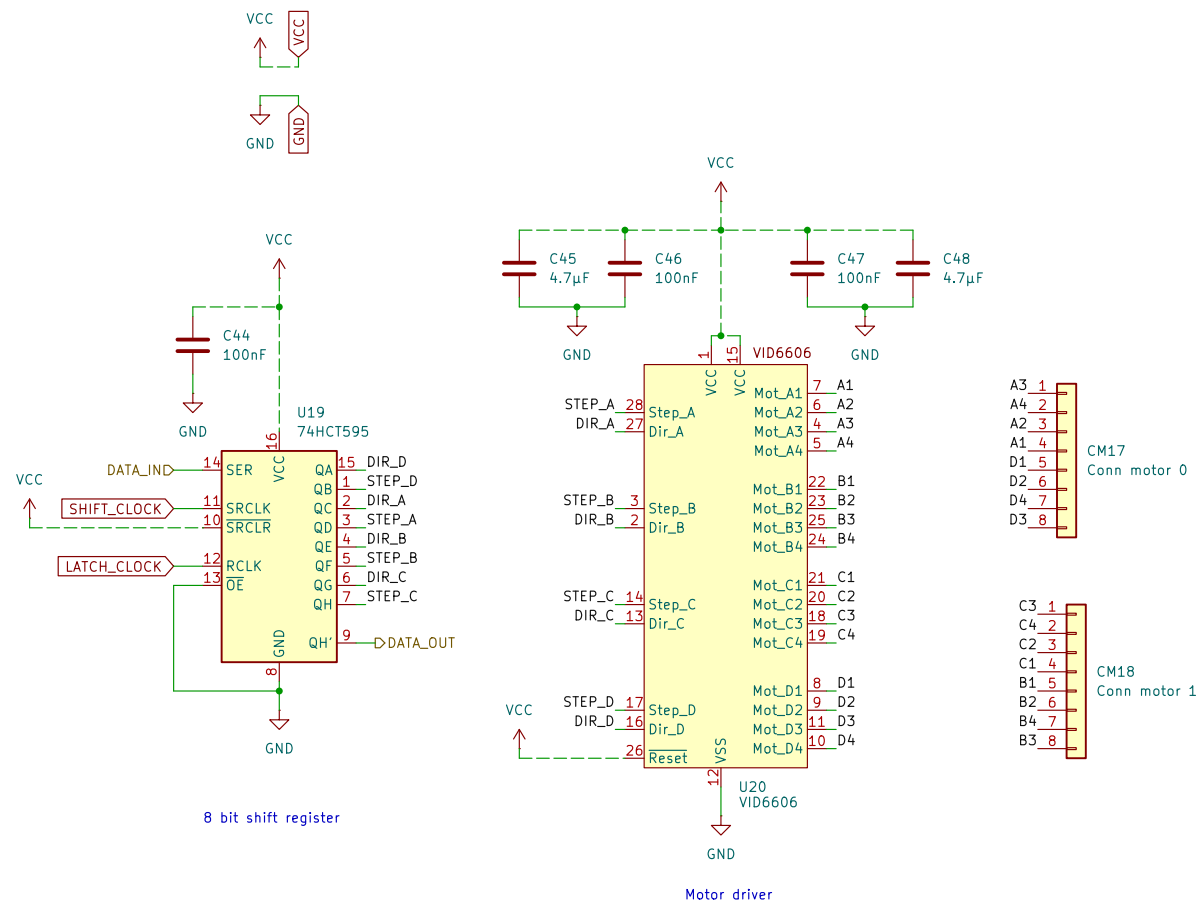 VCC
VCC
GND
GND
VCC
C44
100nF
GND
U19
74HCT595
16
VCC
DATA_IN
14
SER
VCC
SHIFT_CLOCK
11
SRCLK
10
SRCLR
LATCH_CLOCK
12
RCLK
13
OE
QA
15
DIR_D
QB
1
STEP_D
QC
2
DIR_A
QD
3
STEP_A
QE
4
DIR_B
QF
5
STEP_B
QG
6
DIR_C
QH
7
STEP_C
QH'
9
DATA_OUT
GND
8
GND
8 bit shift register
VCC
C45
4.7µF
C46
100nF
C47
100nF
C48
4.7µF
GND
GND
1
15
VID6606
VCC
VCC
STEP_A
28
Step_A
DIR_A
27
Dir_A
STEP_B
3
Step_B
DIR_B
2
Dir_B
STEP_C
14
Step_C
DIR_C
13
Dir_C
STEP_D
17
Step_D
DIR_D
16
Dir_D
VCC
26
Reset
Mot_A1
7
A1
Mot_A2
6
A2
Mot_A3
4
A3
Mot_A4
5
A4
Mot_B1
22
B1
Mot_B2
23
B2
Mot_B3
25
B3
Mot_B4
24
B4
Mot_C1
21
C1
Mot_C2
20
C2
Mot_C3
18
C3
Mot_C4
19
C4
Mot_D1
8
D1
Mot_D2
9
D2
Mot_D3
11
D3
Mot_D4
10
D4
VSS
12
U20
VID6606
GND
Motor driver
A3
1
A4
2
A2
3
A1
4
D1
5
D2
6
D4
7
D3
8
CM17
Conn motor 0
C3
1
C4
2
C2
3
C1
4
B1
5
B2
6
B4
7
B3
8
CM18
Conn motor 1